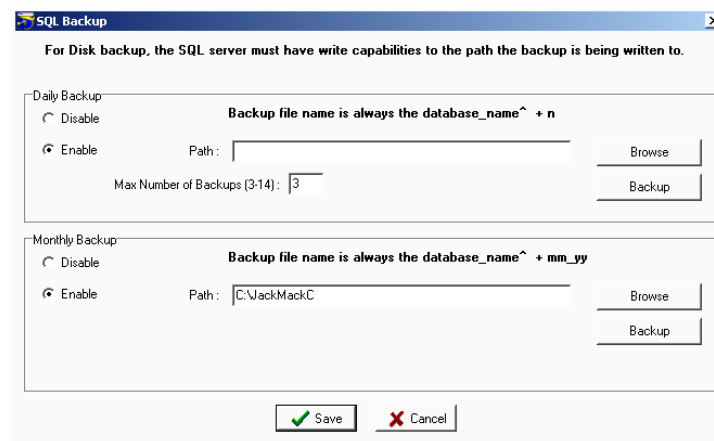 SQL Backup
For Disk backup, the SQL server must have write capabilities to the path the backup is being written to.
Daily Backup
Disable
Backup file name is always the database_name^ + n
Enable
Path :
Browse
Max Number of Backups (3-14) : 3
Backup
Monthly Backup
Disable
Backup file name is always the database_name^ + mm_yy
Enable
Path : C:\JackMackC
Browse
Backup
Save
Cancel